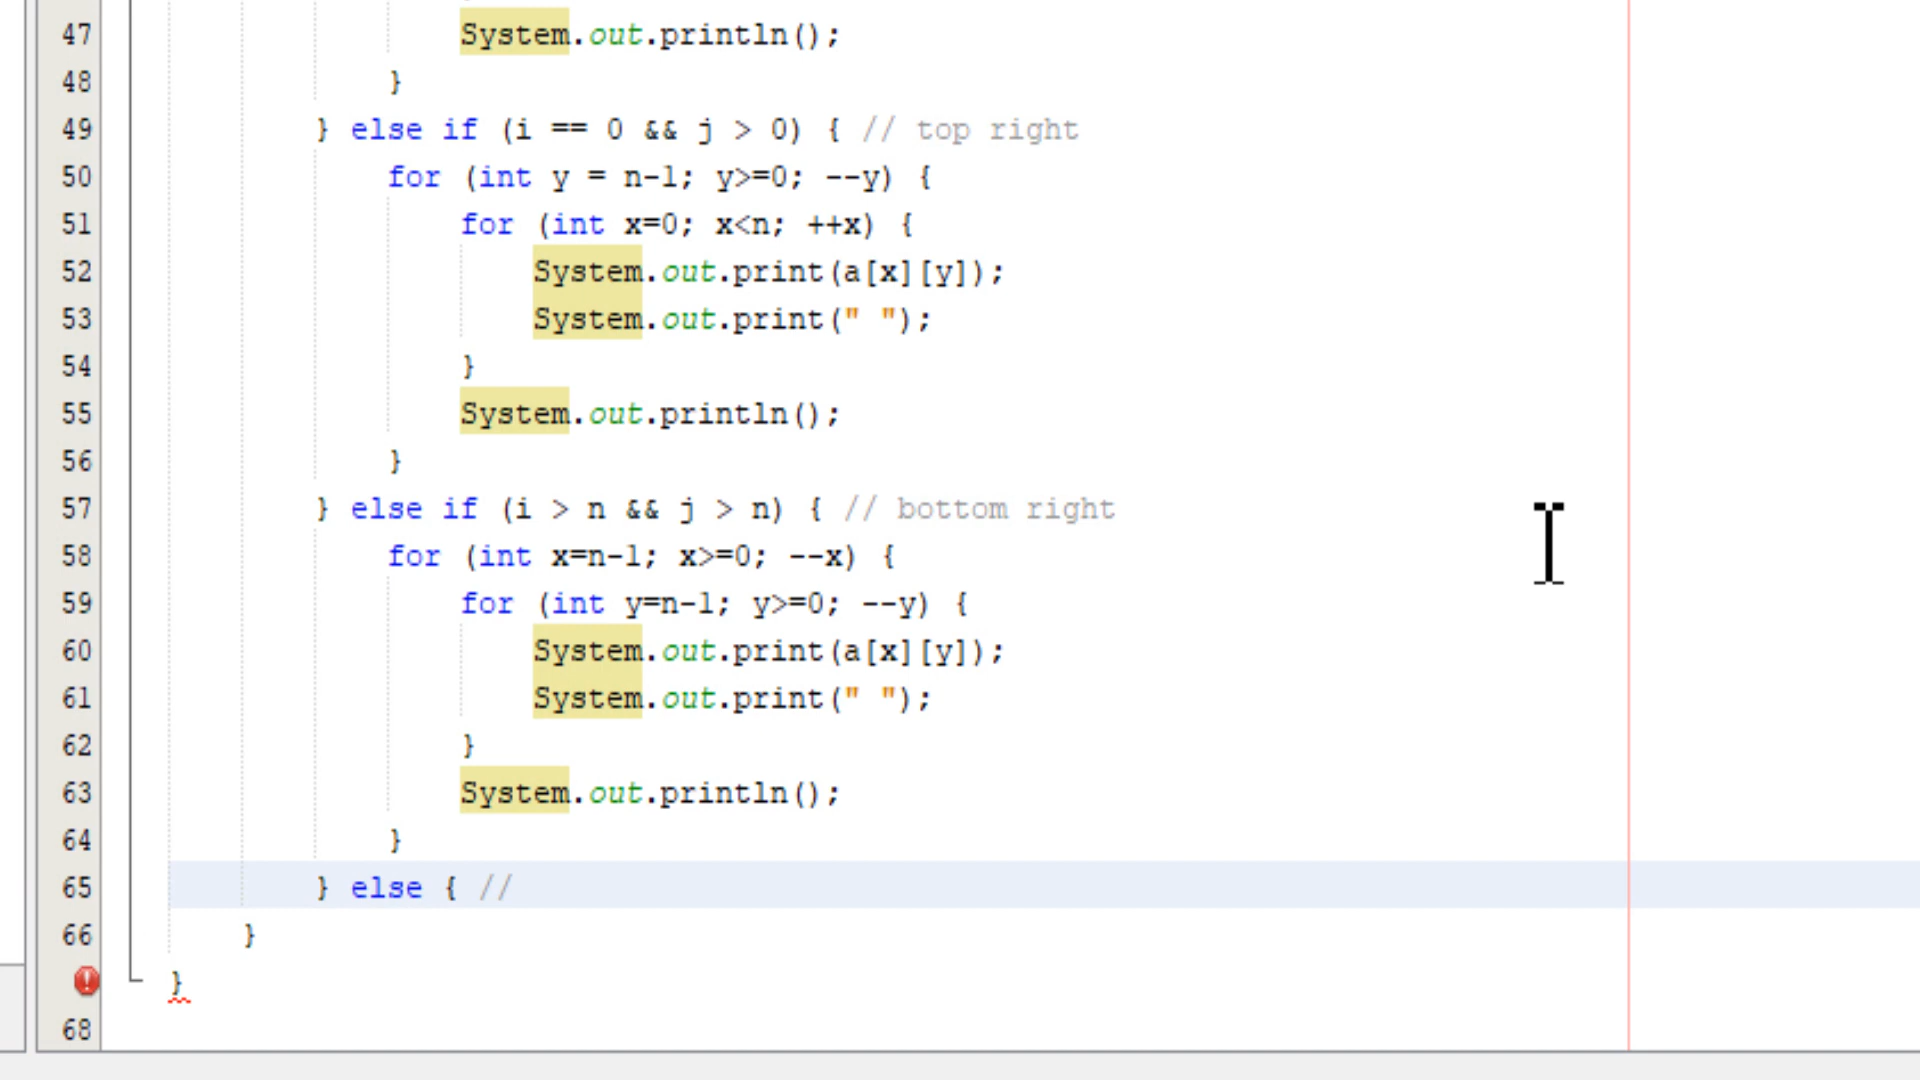 47 System.out.println();
48 }
49 } else if (i == 0 && j > 0) { // top right
50 for (int y = n-1; y>=0; --y) {
51 for (int x=0; x<n; ++x) {
52 System.out.print(a[x][y]);
53 System.out.print(" ");
54 }
55 System.out.println();
56 }
57 } else if (i > n && j > n) { // bottom right
58 for (int x=n-1; x>=0; --x) {
59 for (int y=n-1; y>=0; --y) {
60 System.out.print(a[x][y]);
61 System.out.print(" ");
62 }
63 System.out.println();
64 }
65 } else { //
66 }
}
68